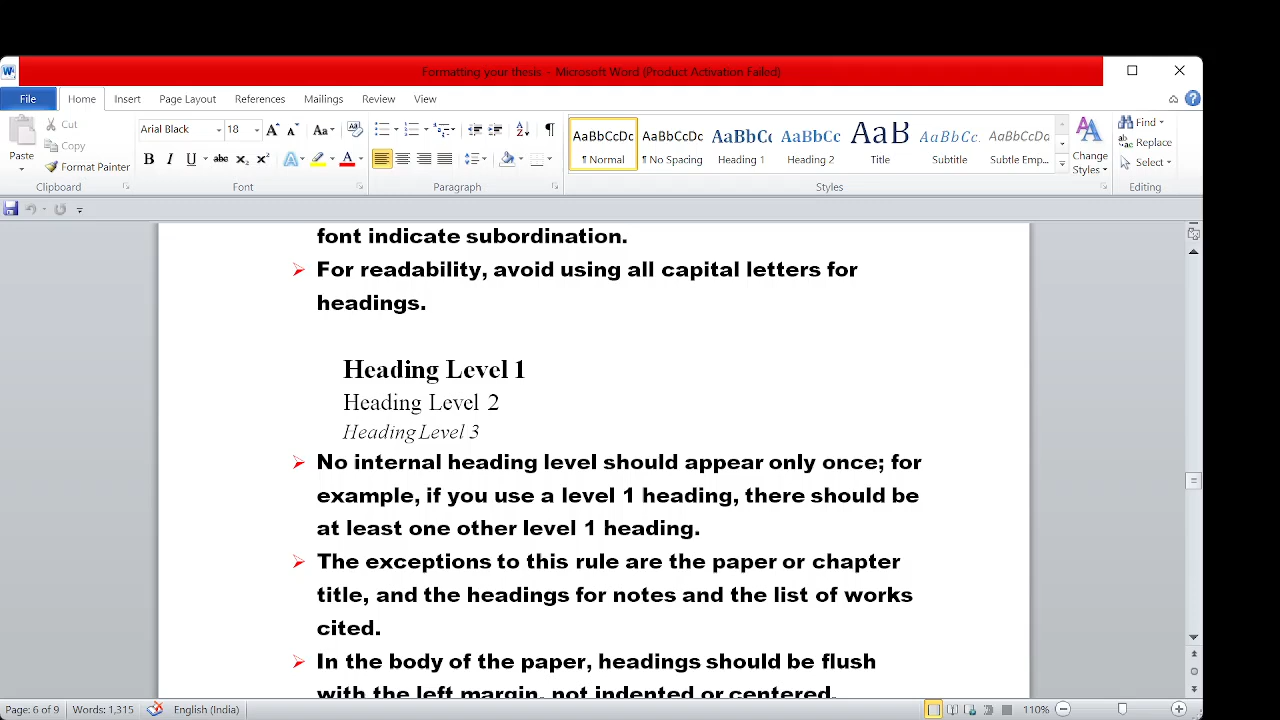 Formatting your thesis - Microsoft Word (Product Activation Failed)
File Home Insert Page Layout References Mailings Review View
Paste
Cut
Copy
Format Painter
Clipboard
Arial Black 18
Font
Paragraph
AaBbCcDc AaBbCcDc AaBbCc AaBbCc AaB AaBbCc. AaBbCcDa
¶ Normal ¶ No Spacing Heading 1 Heading 2 Title Subtitle Subtle Emp...
Change Styles
Styles
Find
Replace
Select
Editing
font indicate subordination.
For readability, avoid using all capital letters for
headings.
Heading Level 1
Heading Level 2
Heading Level 3
No internal heading level should appear only once; for
example, if you use a level 1 heading, there should be
at least one other level 1 heading.
The exceptions to this rule are the paper or chapter
title, and the headings for notes and the list of works
cited.
In the body of the paper, headings should be flush
with the left margin, not indented or centered.
Page: 6 of 9 Words: 1,315 English (India) 110%